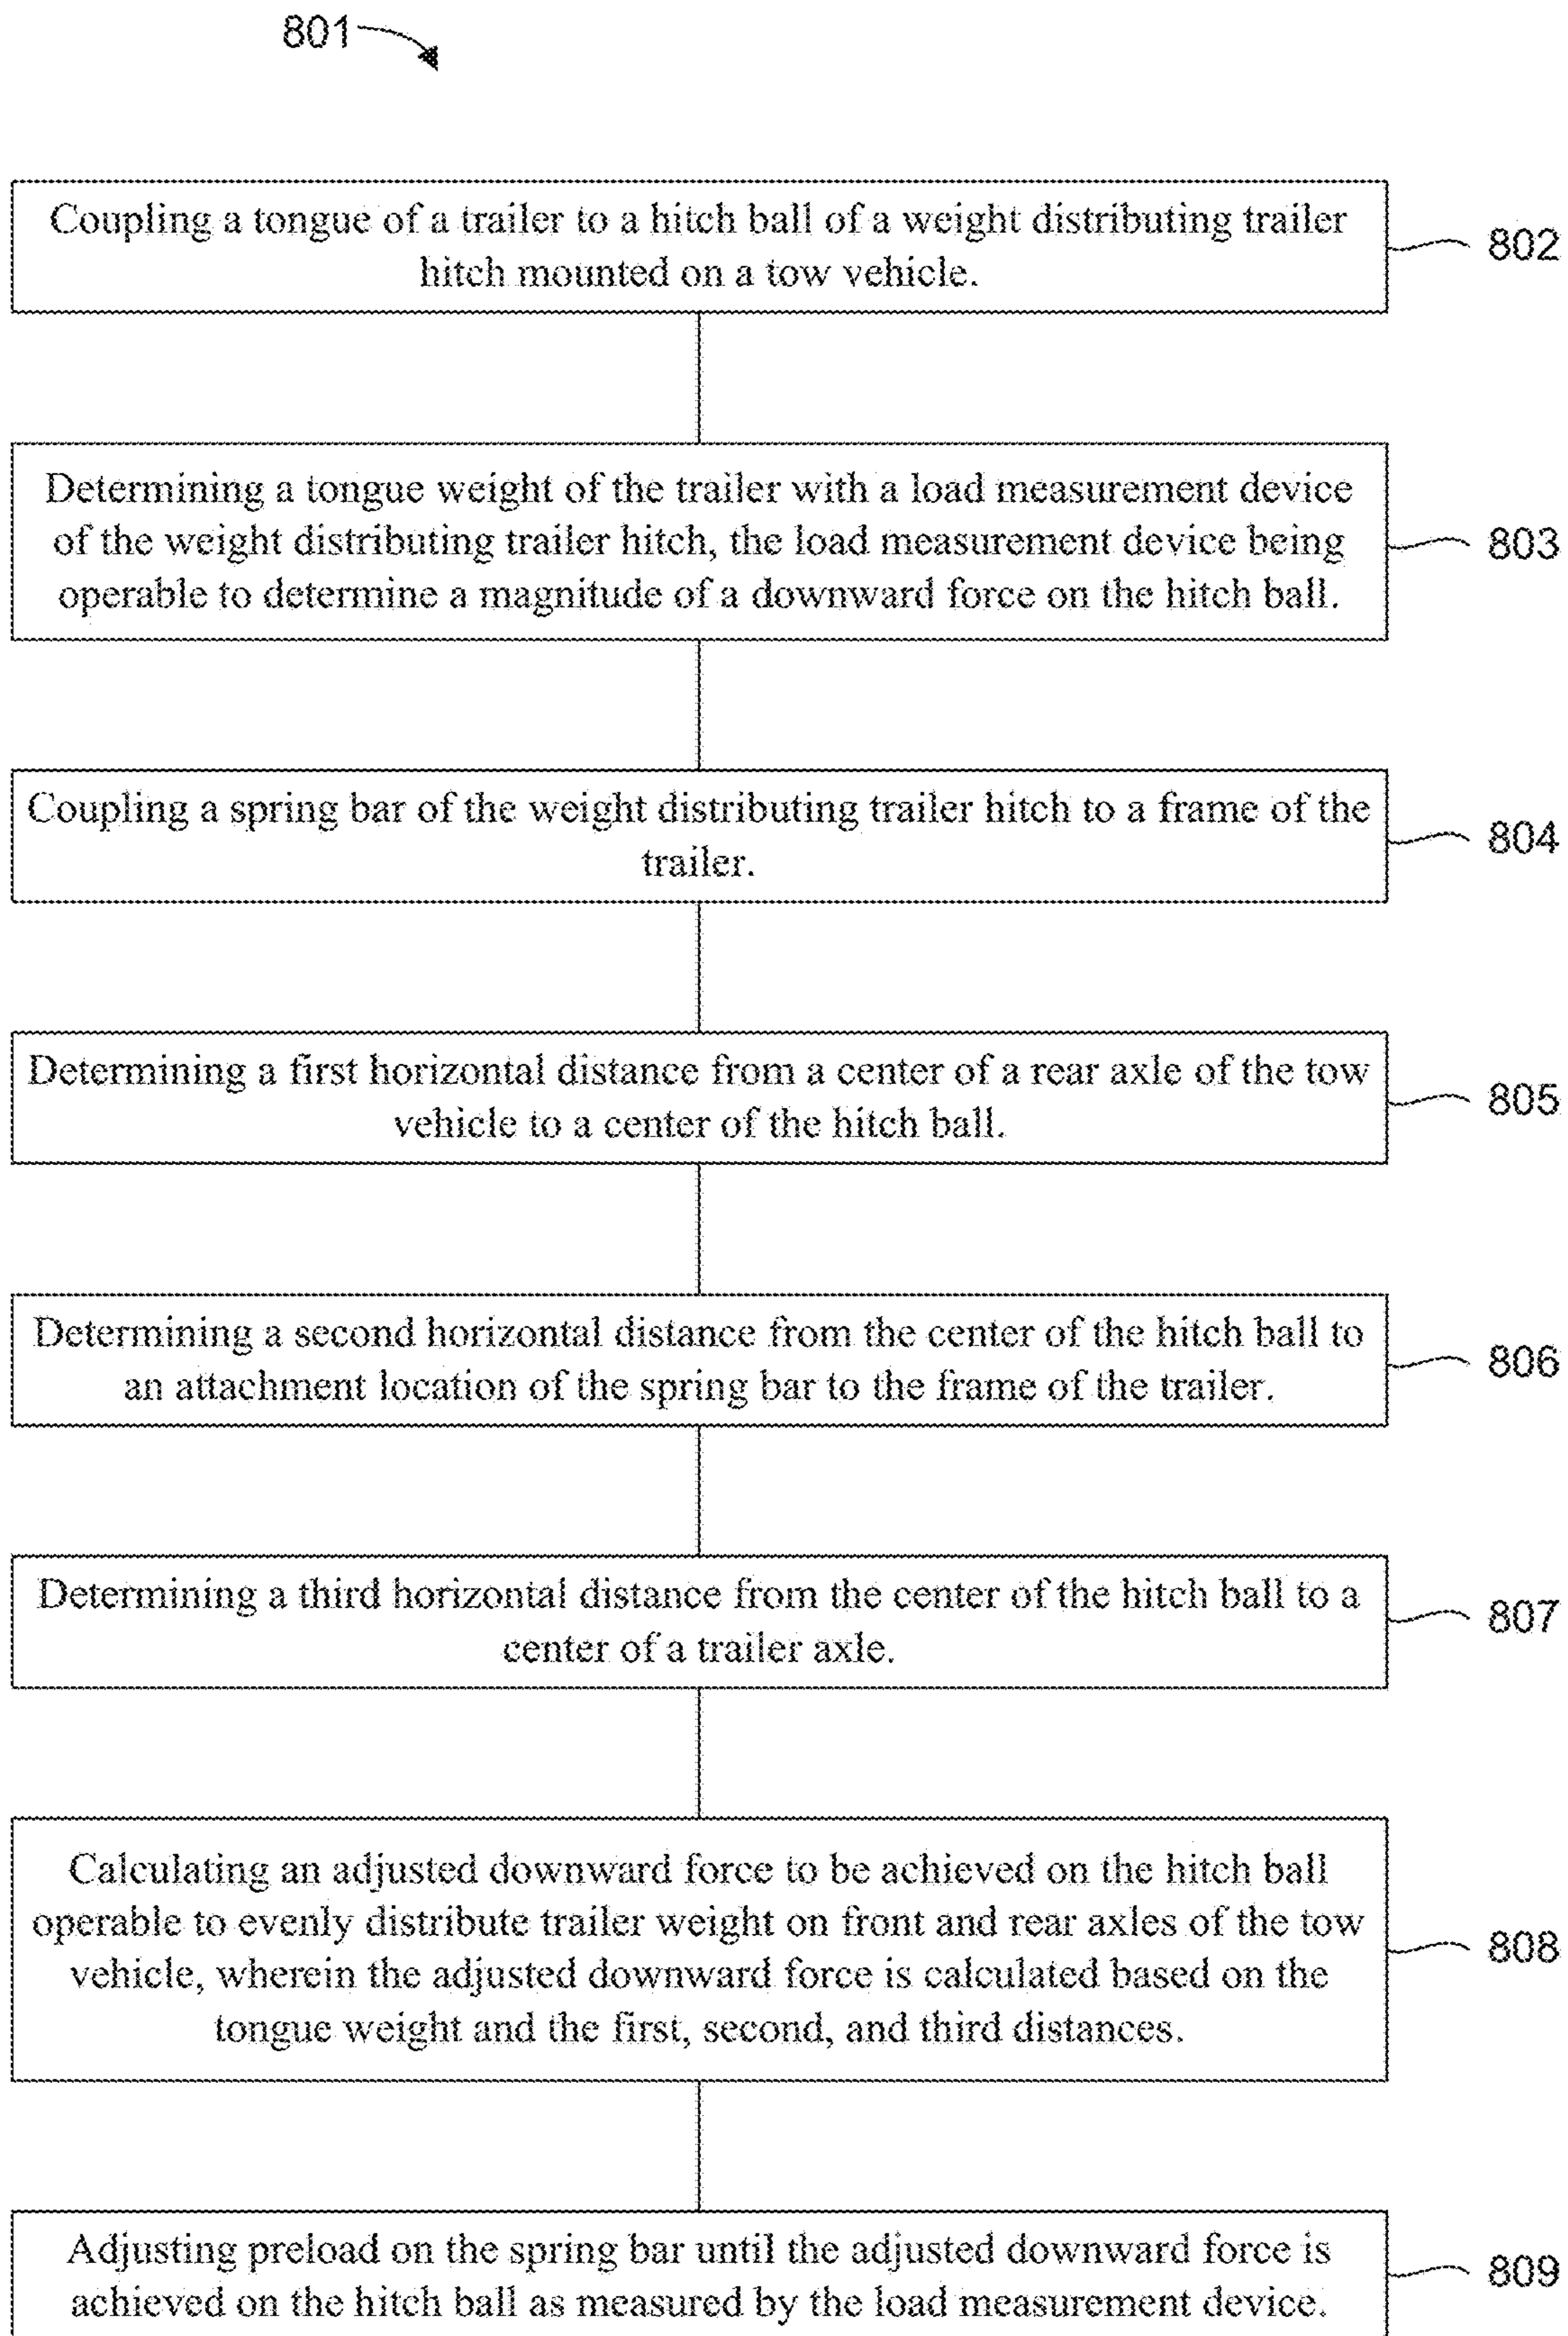 801
Coupling a tongue of a trailer to a hitch ball of a weight distributing trailer
hitch mounted on a tow vehicle.
802
Determining a tongue weight of the trailer with a load measurement device
of the weight distributing trailer hitch, the load measurement device being
operable to determine a magnitude of a downward force on the hitch ball.
803
Coupling a spring bar of the weight distributing trailer hitch to a frame of the
trailer.
804
Determining a first horizontal distance from a center of a rear axle of the tow
vehicle to a center of the hitch ball.
805
Determining a second horizontal distance from the center of the hitch ball to
an attachment location of the spring bar to the frame of the trailer.
806
Determining a third horizontal distance from the center of the hitch ball to a
center of a trailer axle.
807
Calculating an adjusted downward force to be achieved on the hitch ball
operable to evenly distribute trailer weight on front and rear axles of the tow
vehicle, wherein the adjusted downward force is calculated based on the
tongue weight and the first, second, and third distances.
808
Adjusting preload on the spring bar until the adjusted downward force is
achieved on the hitch ball as measured by the load measurement device.
809